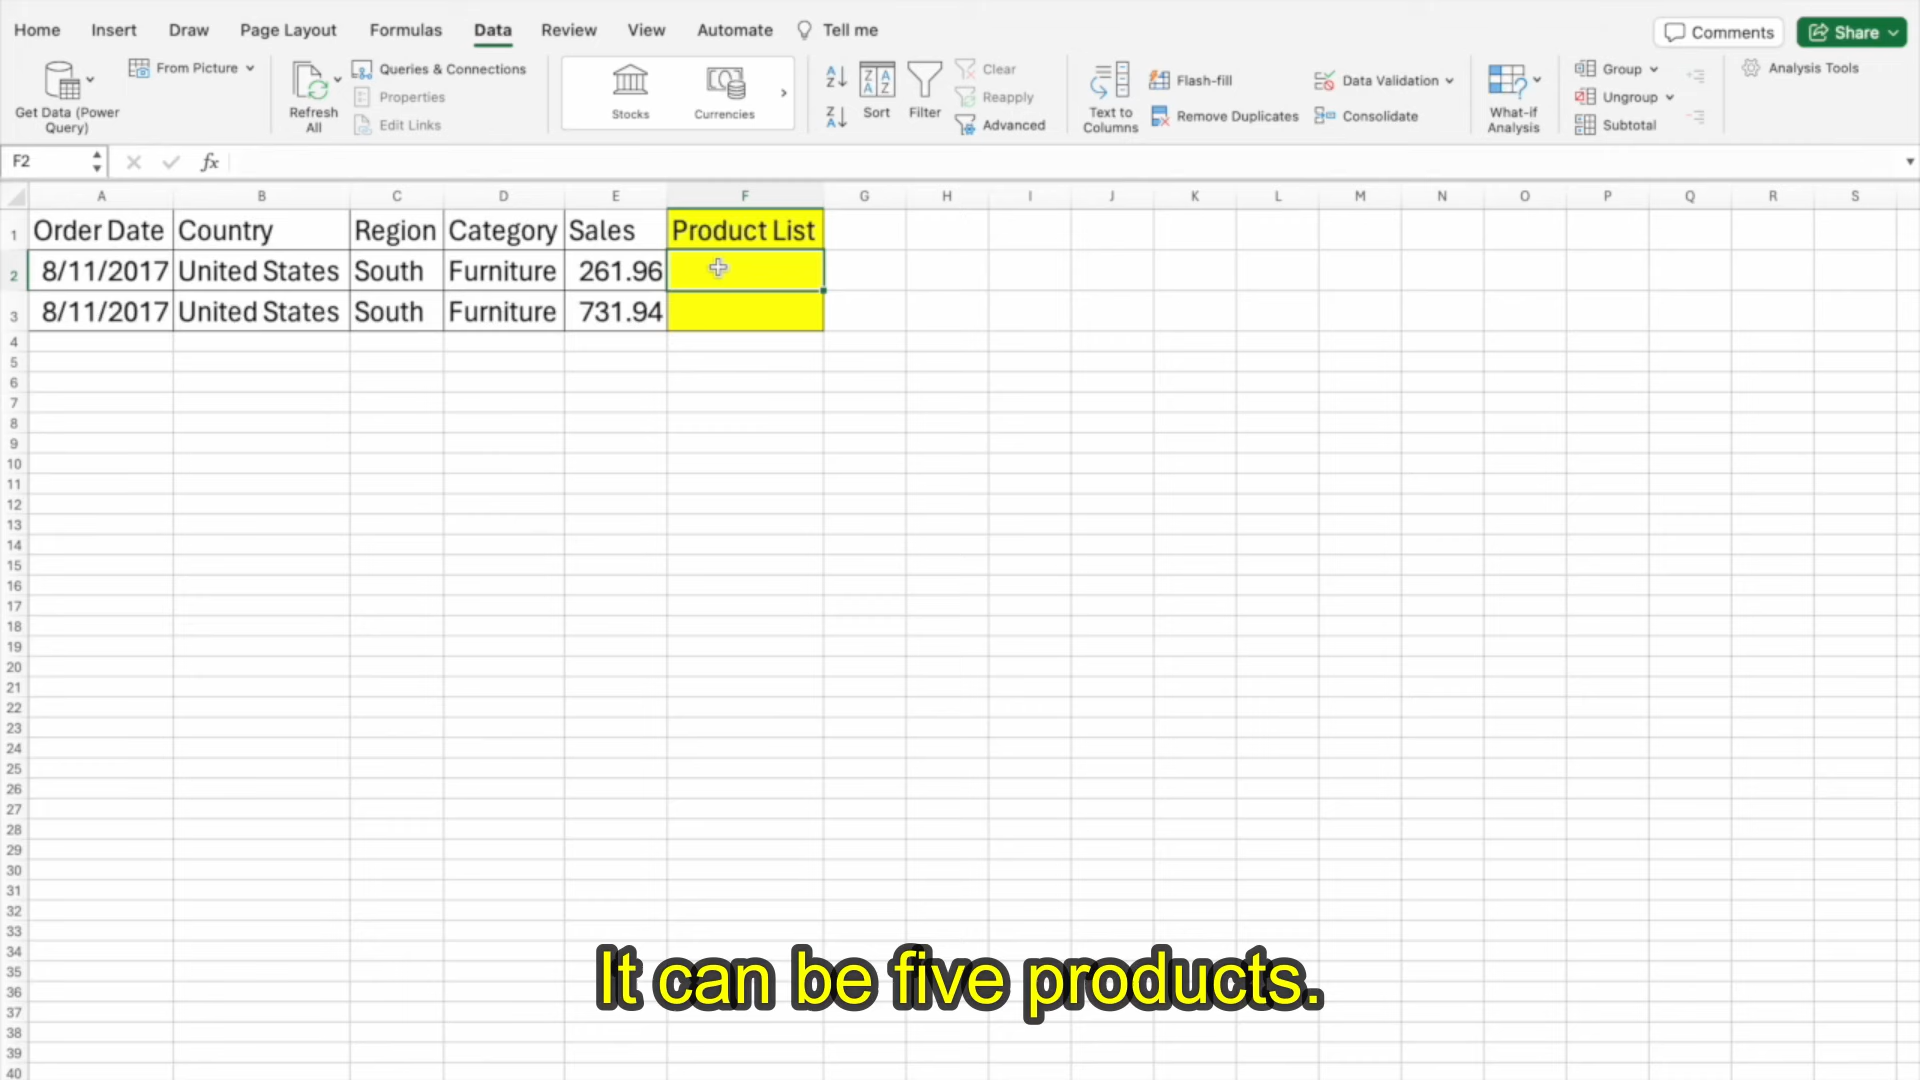 Home Insert Draw Page Layout Formulas Data Review View Automate Tell me Comments Share
Get Data (Power Query)
From Picture
Refresh All
Queries & Connections
Properties
Edit Links
Stocks
Currencies
Sort
Filter
Clear
Reapply
Advanced
Text to Columns
Flash-fill
Remove Duplicates
Data Validation
Consolidate
What-if Analysis
Group
Ungroup
Subtotal
Analysis Tools
F2 fx
A B C D E F G H I J K L M N O P Q R S
1 Order Date Country Region Category Sales Product List
2 8/11/2017 United States South Furniture 261.96
3 8/11/2017 United States South Furniture 731.94
4
5
6
7
8
9
10
11
12
13
14
15
16
17
18
19
20
21
22
23
24
25
26
27
28
29
30
31
32
33
34
35
36
37
38
39
40
It can be five products.